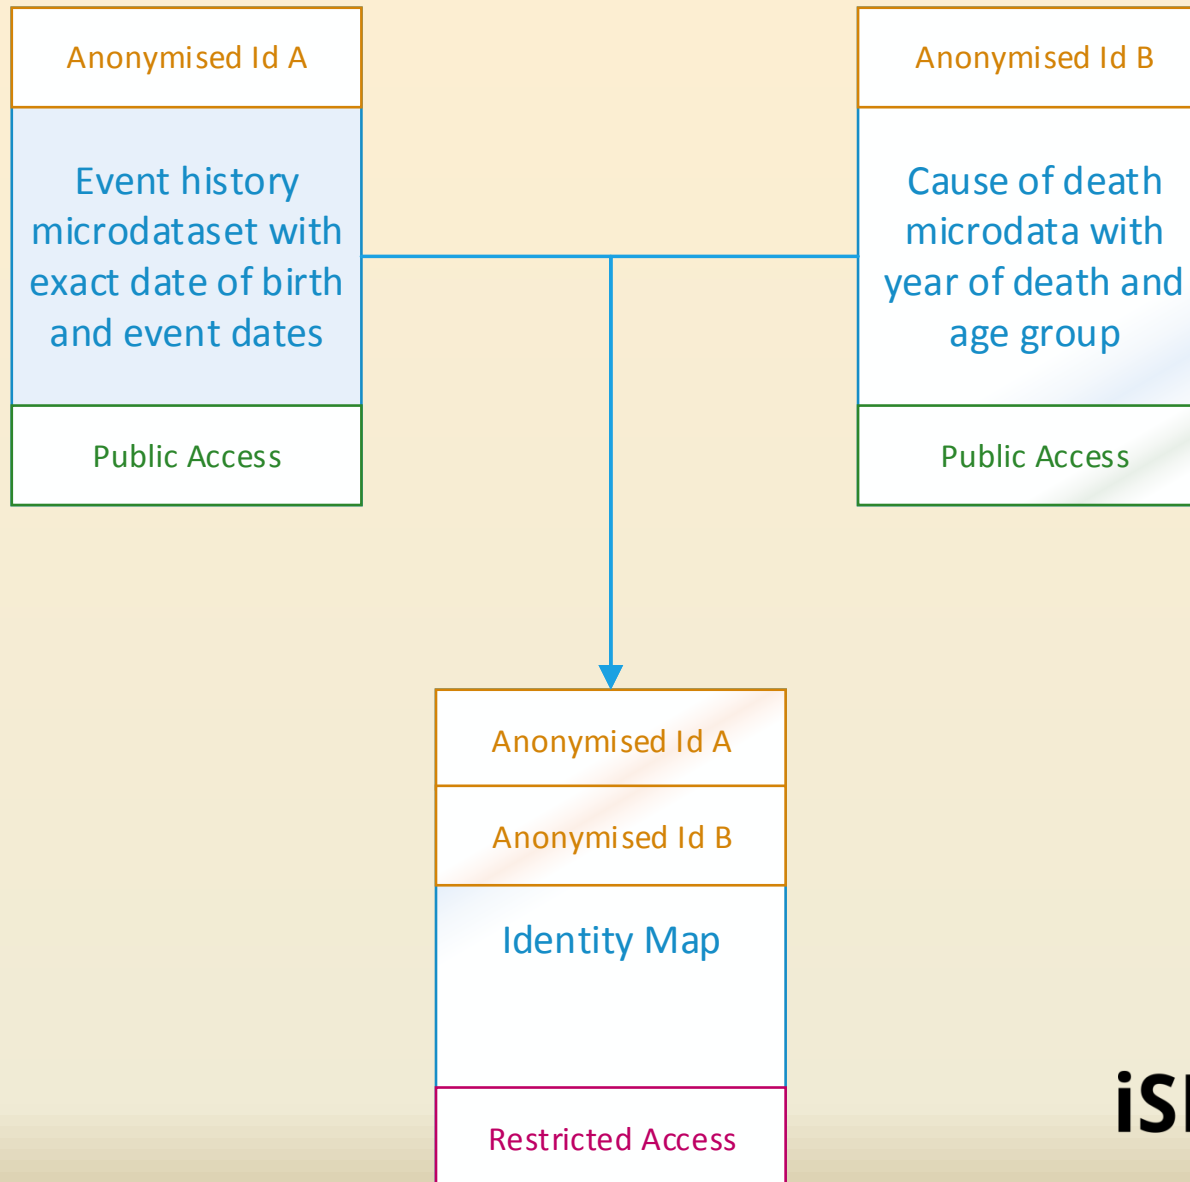 Anonymised Id A
Event history
microdataset with
exact date of birth
and event dates
Public Access
Anonymised Id B
Cause of death
microdata with
year of death and
age group
Public Access
Anonymised Id A
Anonymised Id B
Identity Map
Restricted Access